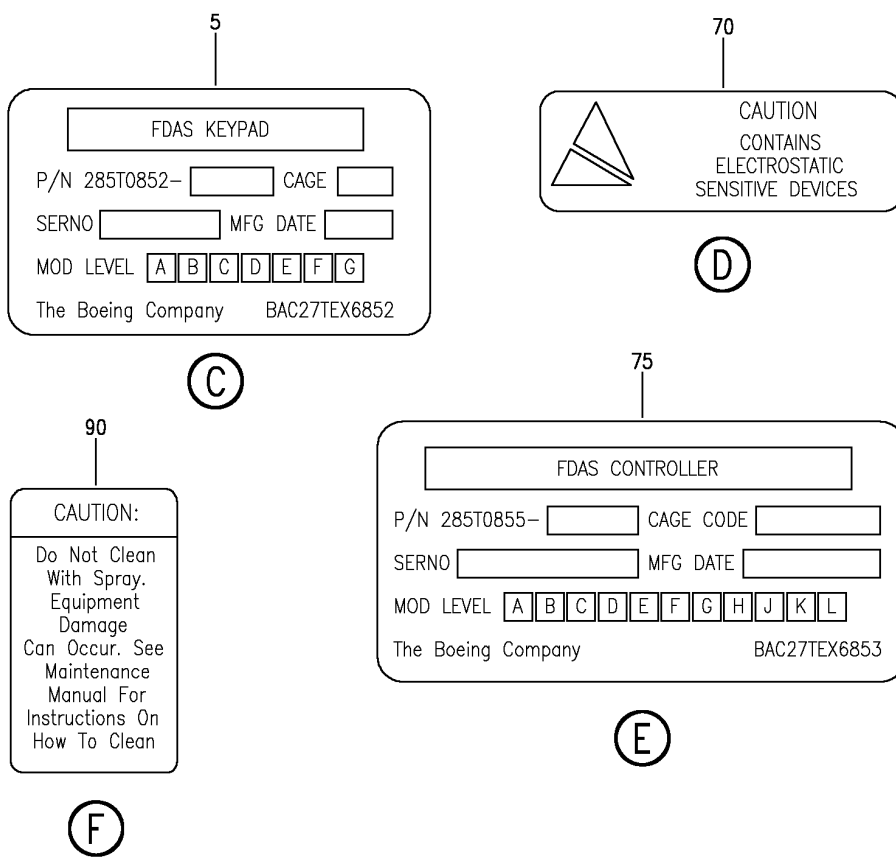 5
FDAS KEYPAD
P/N 285T0852- CAGE
SERNO MFG DATE
MOD LEVEL A B C D E F G
The Boeing Company BAC27TEX6852
C
70
CAUTION
CONTAINS
ELECTROSTATIC
SENSITIVE DEVICES
D
90
CAUTION:
Do Not Clean
With Spray.
Equipment
Damage
Can Occur. See
Maintenance
Manual For
Instructions On
How To Clean
F
75
FDAS CONTROLLER
P/N 285T0855- CAGE CODE
SERNO MFG DATE
MOD LEVEL A B C D E F G H J K L
The Boeing Company BAC27TEX6853
E